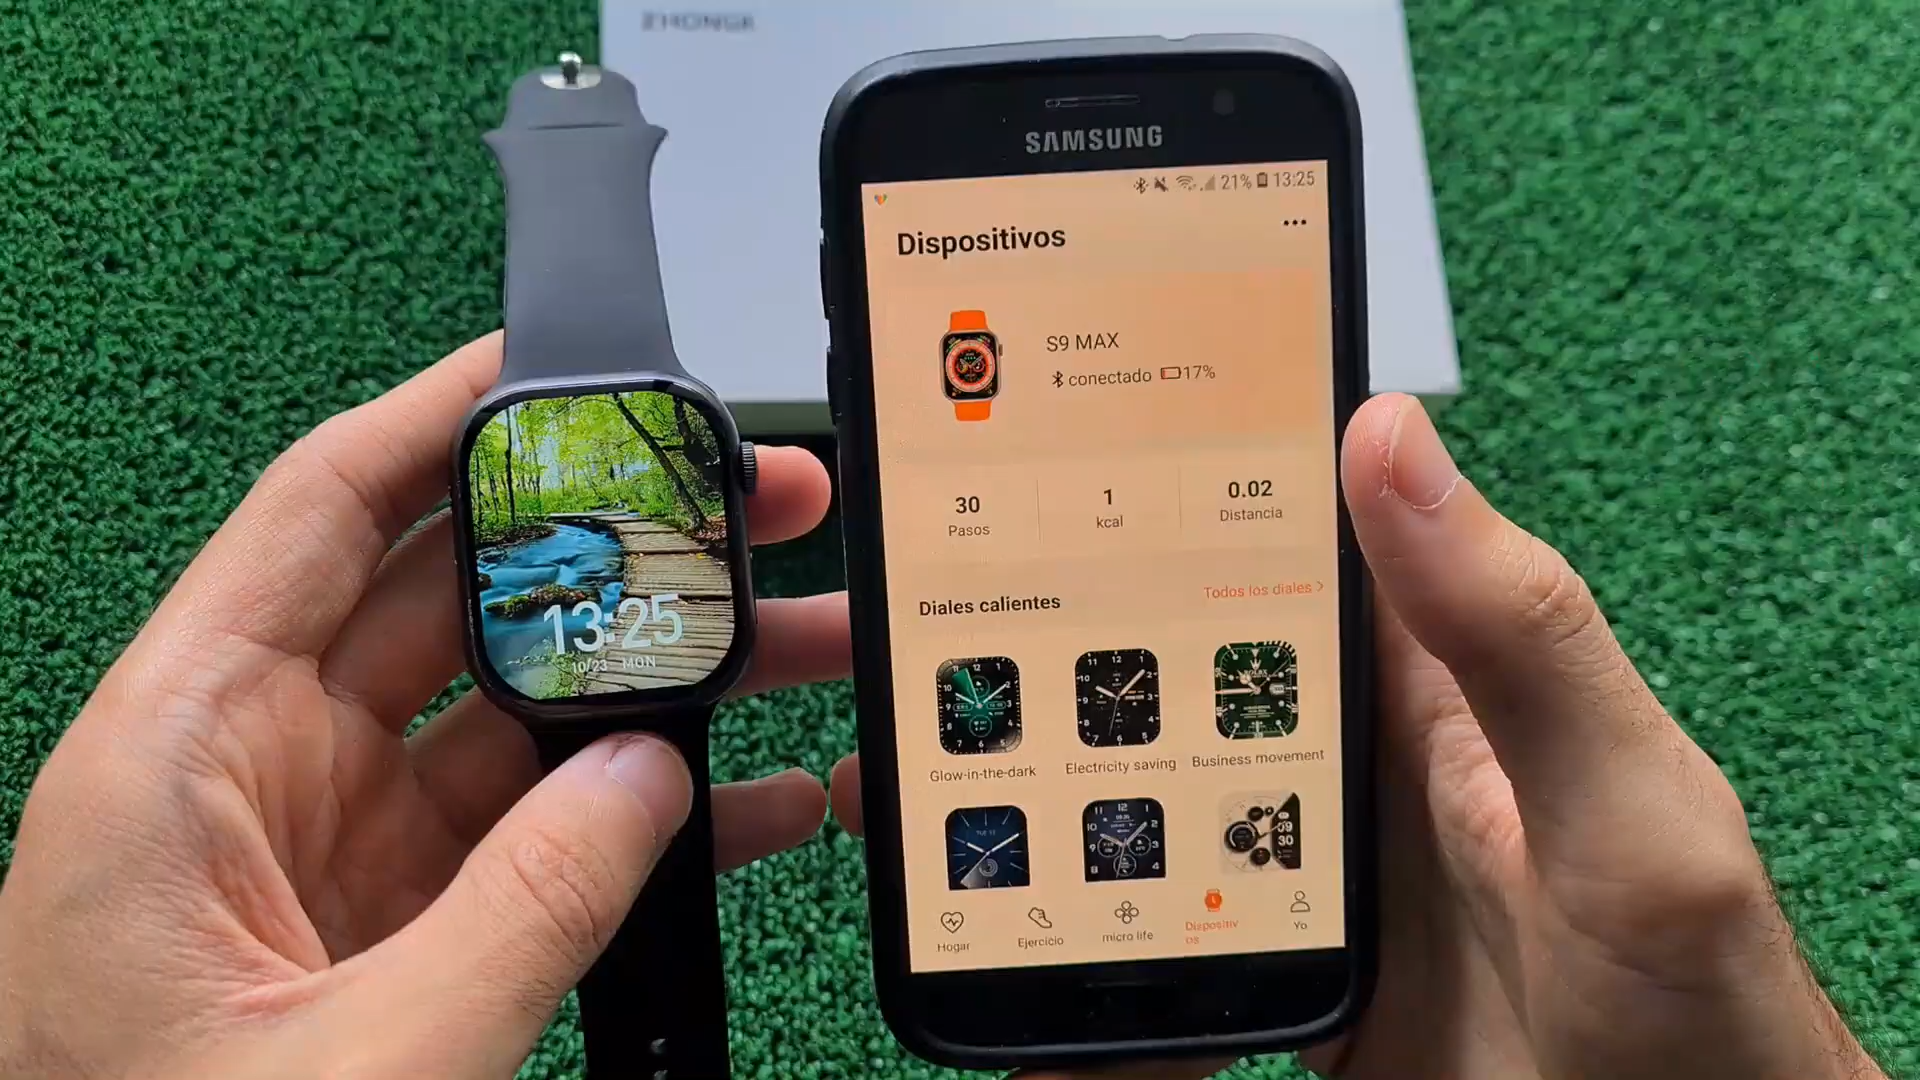 SAMSUNG
21% 13:25
Dispositivos
S9 MAX
conectado 17%
30
Pasos
1
kcal
0.02
Distancia
Diales calientes
Todos los diales >
Glow-in-the-dark
Electricity saving
Business movement
Hogar
Ejercicio
micro life
Dispositiv
os
Yo
13:25
10/23 MON